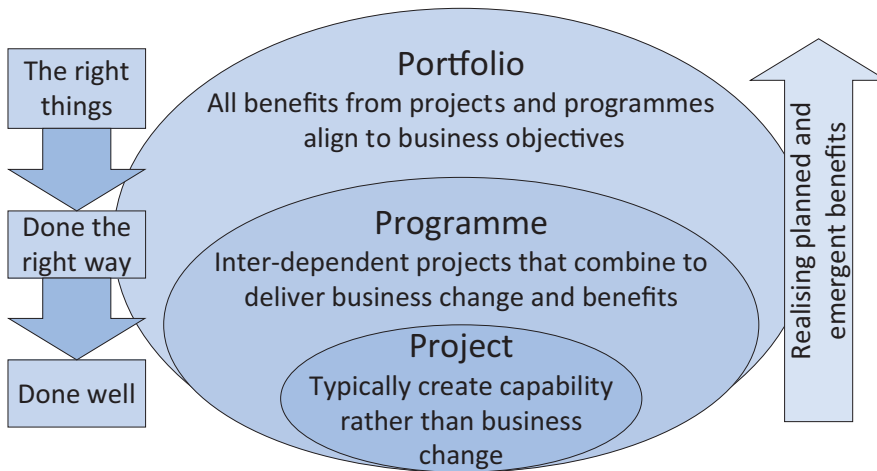 The right
things
Done the
right way
Done well
Portfolio
All benefits from projects and programmes
align to business objectives
Programme
Inter-dependent projects that combine to
deliver business change and benefits
Project
Typically create capability
rather than business
change
Realising planned and
emergent benefits